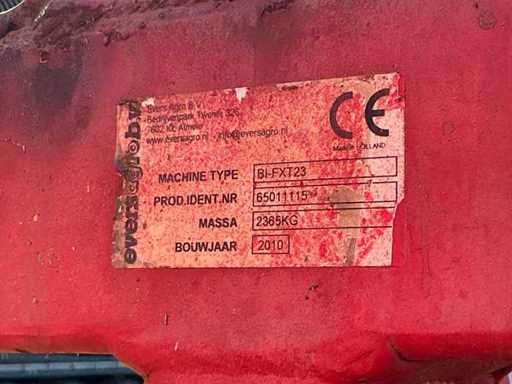 eversagro bv
Evers Agro B.V.
Bedrijvenpark Twente 326
7602 KL Almelo
www.eversagro.nl info@eversagro.nl
CE
Made in HOLLAND
MACHINE TYPE BI-FXT23
PROD.IDENT.NR 65011115
MASSA 2365KG
BOUWJAAR 2010